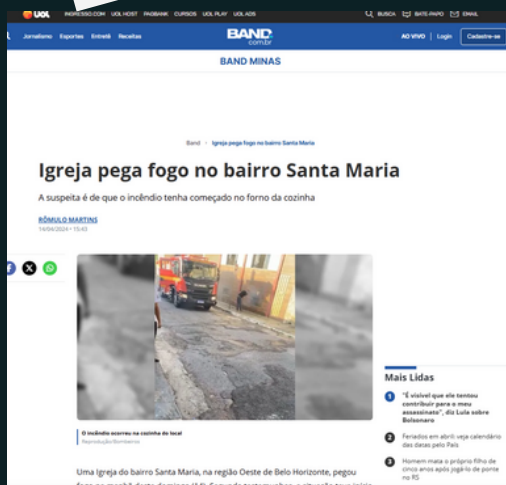 UOL INGRESSO.COM UOL HOST PAGBANK CURSOS UOL PLAY UOL ADS BUSCA BATE-PAPO EMAIL
Jornalismo Esportes Entretê Receitas BAND.com.br AO VIVO Login Cadastre-se
BAND MINAS
Band > Igreja pega fogo no bairro Santa Maria
Igreja pega fogo no bairro Santa Maria
A suspeita é de que o incêndio tenha começado no forno da cozinha
RÔMULO MARTINS
14/04/2024 • 15:43
O incêndio ocorreu na cozinha do local
Reprodução/Bombeiros
Uma Igreja do bairro Santa Maria, na região Oeste de Belo Horizonte, pegou
Mais Lidas
1 "É visível que ele tentou
contribuir para o meu
assassinato", diz Lula sobre
Bolsonaro
2 Feriados em abril: veja calendário
das datas pelo País
3 Homem mata o próprio filho de
cinco anos após jogá-lo de ponte
no RS